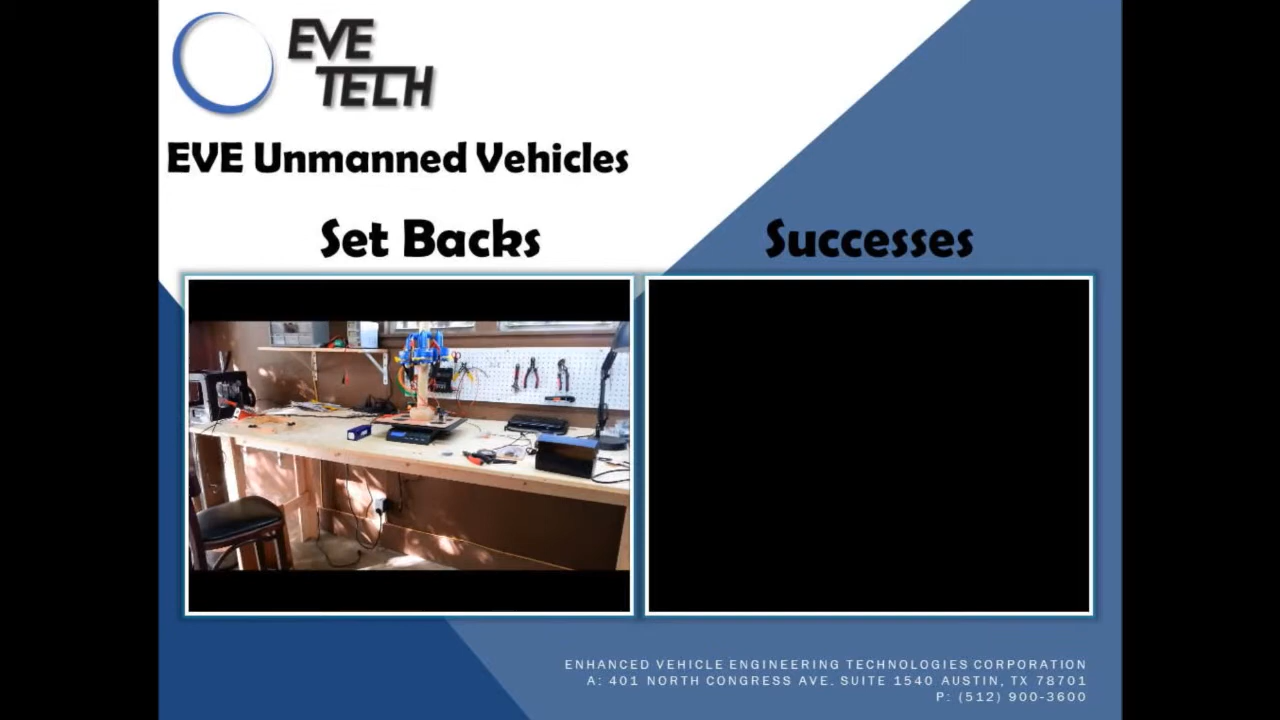 EVE
TECH
EVE Unmanned Vehicles
Set Backs
Successes
ENHANCED VEHICLE ENGINEERING TECHNOLOGIES CORPORATION
A: 401 NORTH CONGRESS AVE. SUITE 1540 AUSTIN, TX 78701
P: (512) 900-3600